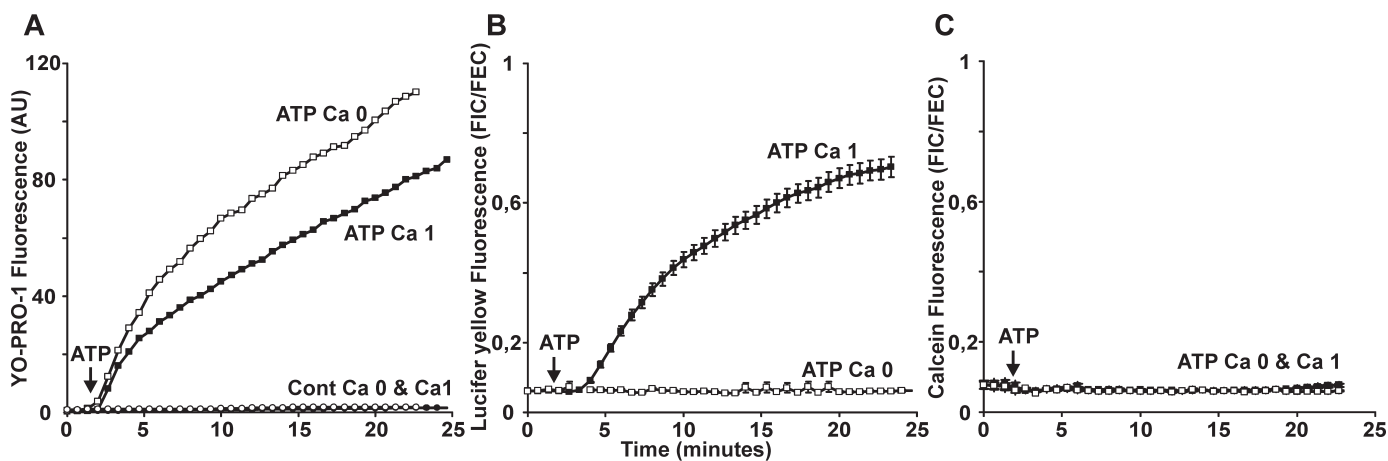 A
YO-PRO-1 Fluorescence (AU)
120
80
40
0
0 5 10 15 20 25
ATP Ca 0
ATP Ca 1
ATP
Cont Ca 0 & Ca1
B
Lucifer yellow Fluorescence (FIC/FEC)
1
0,6
0,2
0
0 5 10 15 20 25
ATP Ca 1
ATP
ATP Ca 0
Time (minutes)
C
Calcein Fluorescence (FIC/FEC)
1
0,6
0,2
0
0 5 10 15 20 25
ATP
ATP Ca 0 & Ca 1